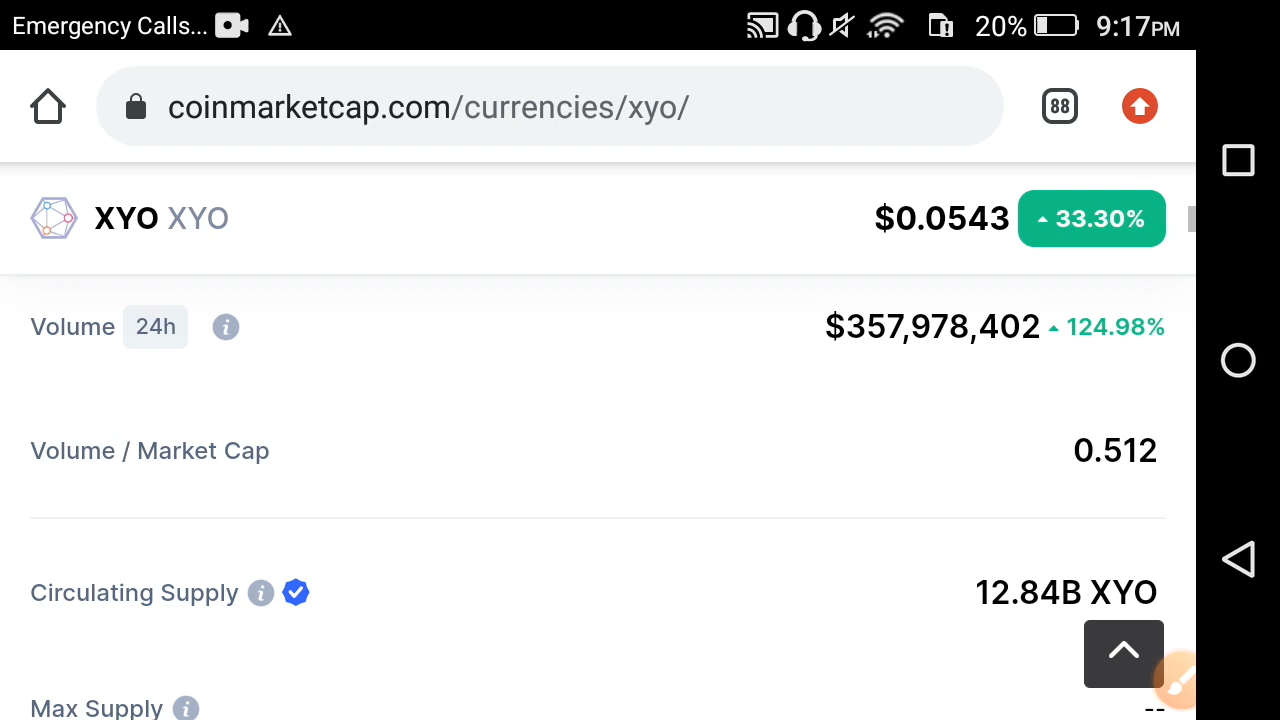 Emergency Calls... 20% 9:17PM
coinmarketcap.com/currencies/xyo/ 88
XYO XYO $0.0543 33.30%
Volume 24h i $357,978,402 124.98%
Volume / Market Cap 0.512
Circulating Supply i 12.84B XYO
Max Supply i --